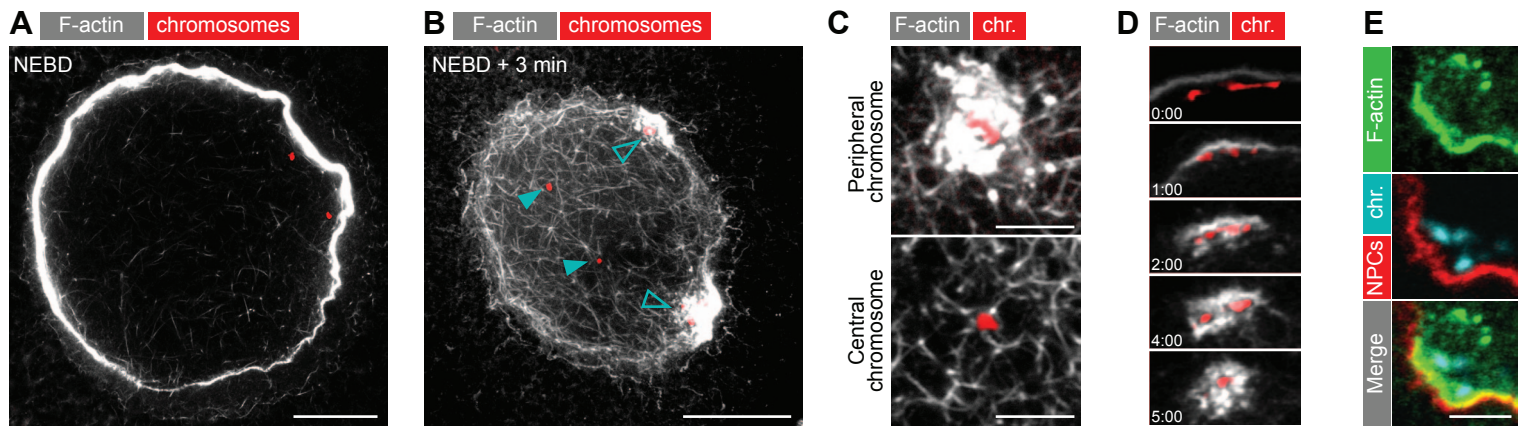 A F-actin chromosomes
NEBD
B F-actin chromosomes
NEBD + 3 min
C F-actin chr.
Peripheral
chromosome
Central
chromosome
D F-actin chr.
0:00
1:00
2:00
4:00
5:00
E
F-actin
chr.
NPCs
Merge